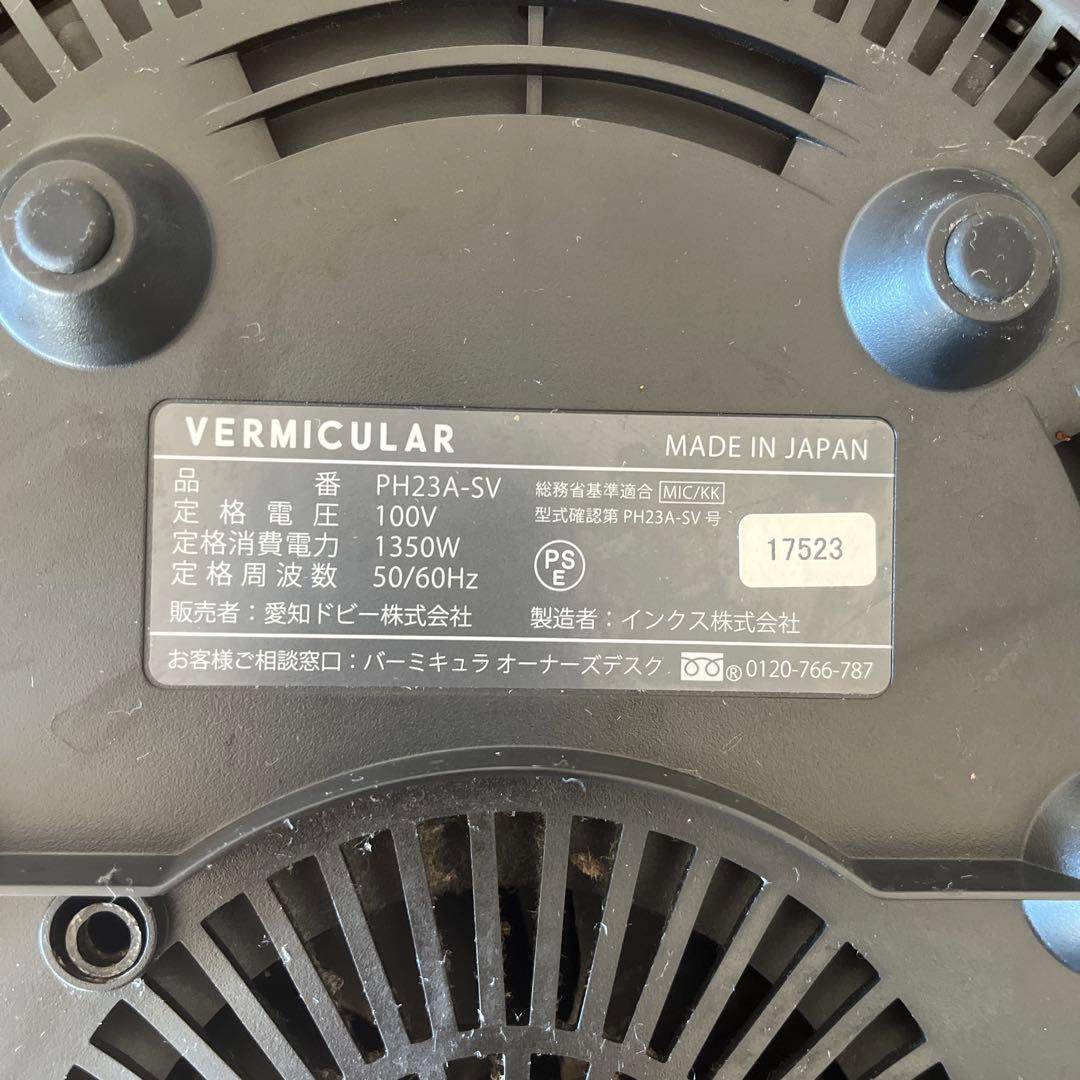 VERMICULAR MADE IN JAPAN
品番 PH23A-SV
定格電圧 100V
定格消費電力 1350W
定格周波数 50/60Hz
総務省基準適合 MIC/KK
型式確認第 PH23A-SV 号
PSE
17523
販売者：愛知ドビー株式会社 製造者：インクス株式会社
お客様ご相談窓口：バーミキュラ オーナーズデスク ® 0120-766-787